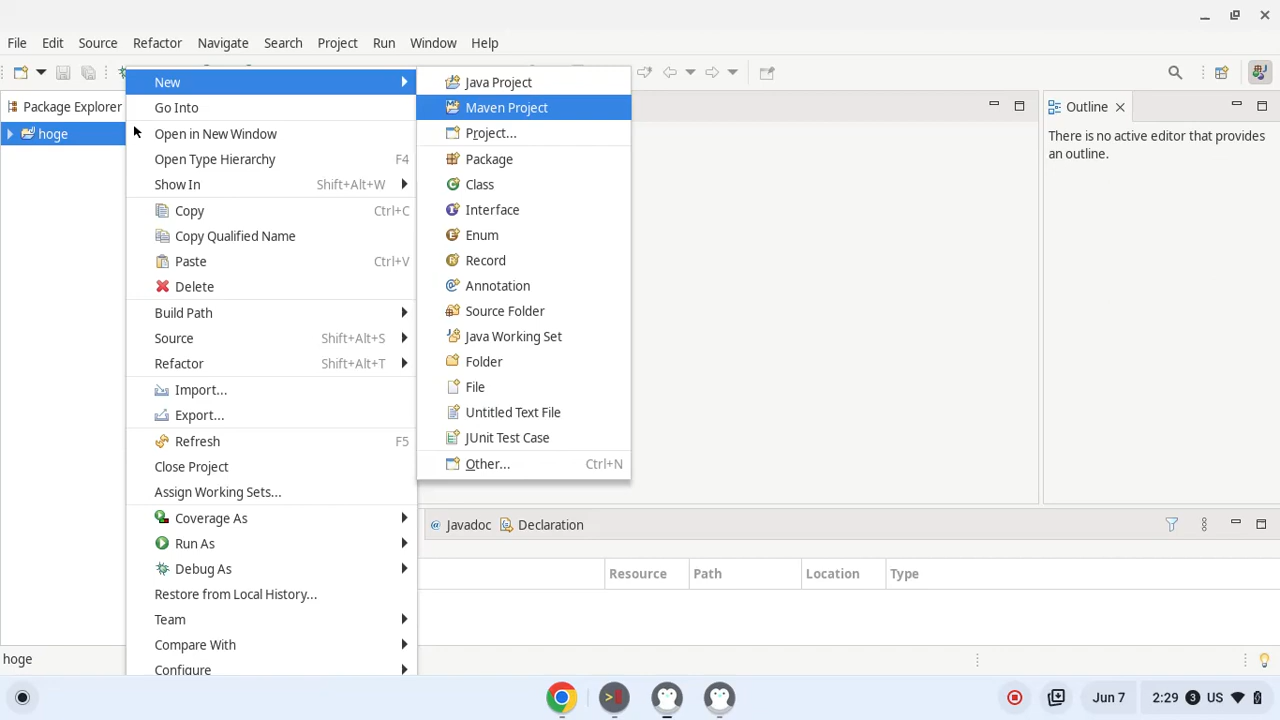 File Edit Source Refactor Navigate Search Project Run Window Help
Package Explorer
hoge
New
Go Into
Open in New Window
Open Type Hierarchy F4
Show In Shift+Alt+W
Copy Ctrl+C
Copy Qualified Name
Paste Ctrl+V
Delete
Build Path
Source Shift+Alt+S
Refactor Shift+Alt+T
Import...
Export...
Refresh F5
Close Project
Assign Working Sets...
Coverage As
Run As
Debug As
Restore from Local History...
Team
Compare With
Configure
Java Project
Maven Project
Project...
Package
Class
Interface
Enum
Record
Annotation
Source Folder
Java Working Set
Folder
File
Untitled Text File
JUnit Test Case
Other... Ctrl+N
Outline
There is no active editor that provides
an outline.
@ Javadoc Declaration
Resource Path Location Type
hoge
Jun 7 2:29 3 US